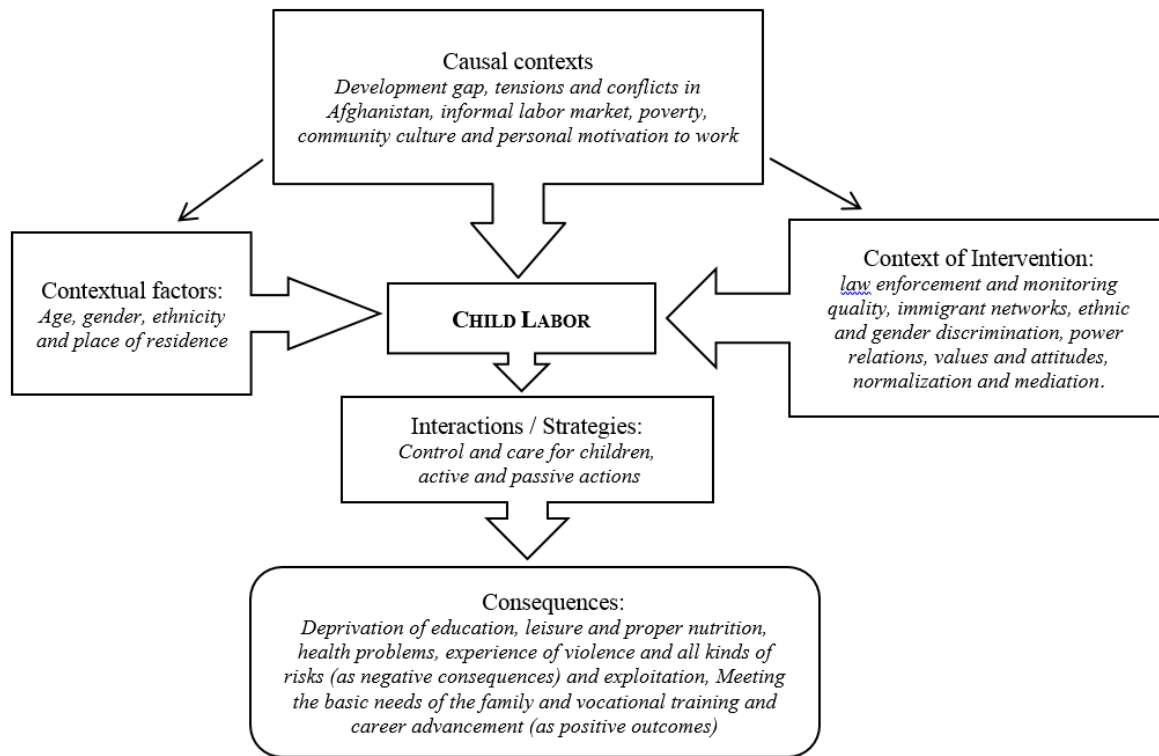 Causal contexts
Development gap, tensions and conflicts in
Afghanistan, informal labor market, poverty,
community culture and personal motivation to work
Contextual factors:
Age, gender, ethnicity
and place of residence
CHILD LABOR
Context of Intervention:
law enforcement and monitoring
quality, immigrant networks, ethnic
and gender discrimination, power
relations, values and attitudes,
normalization and mediation.
Interactions / Strategies:
Control and care for children,
active and passive actions
Consequences:
Deprivation of education, leisure and proper nutrition,
health problems, experience of violence and all kinds of
risks (as negative consequences) and exploitation, Meeting
the basic needs of the family and vocational training and
career advancement (as positive outcomes)